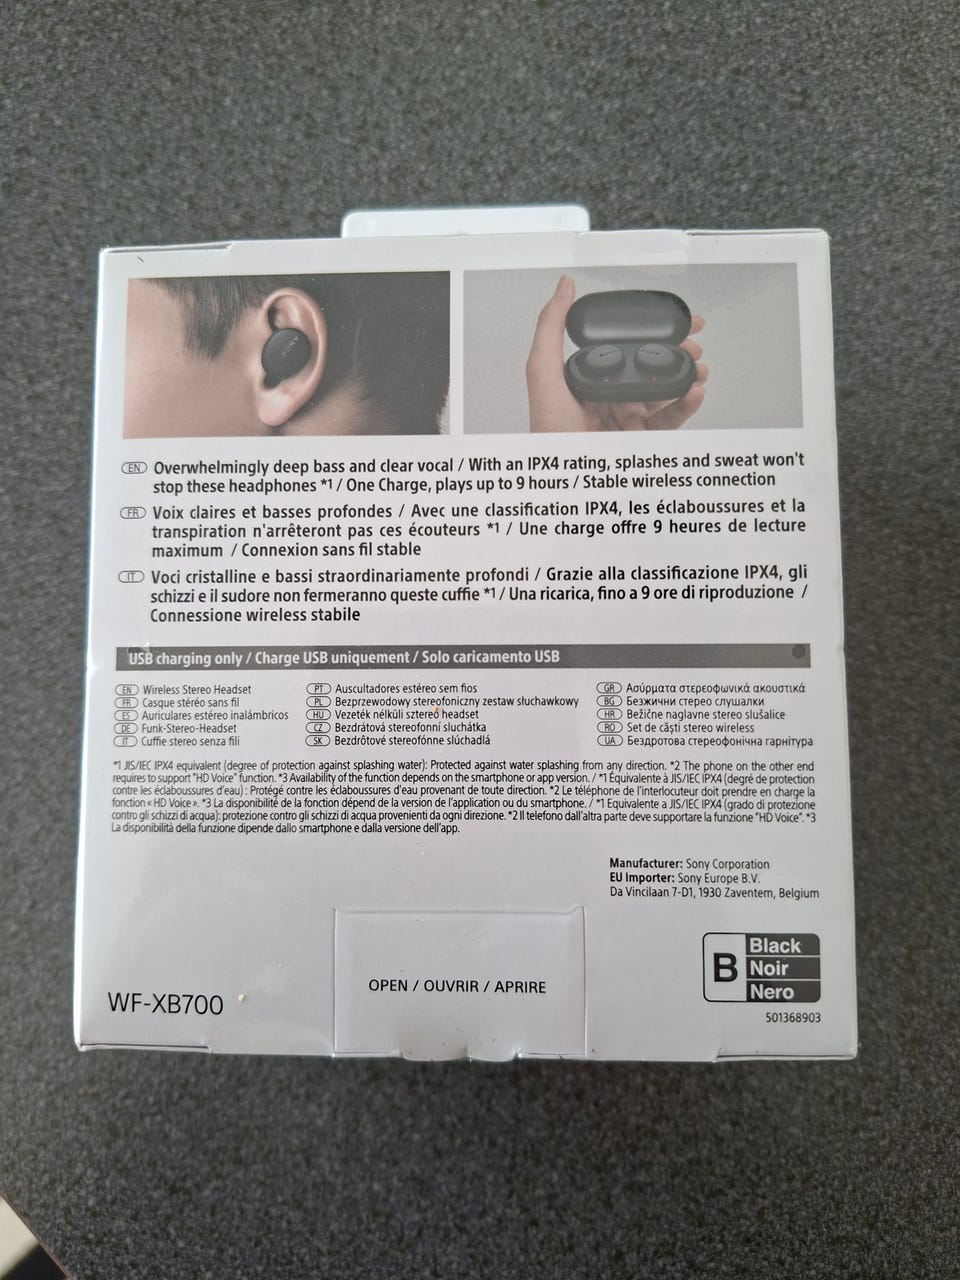 SONY
EN Overwhelmingly deep bass and clear vocal / With an IPX4 rating, splashes and sweat won't
stop these headphones *1 / One Charge, plays up to 9 hours / Stable wireless connection
FR Voix claires et basses profondes / Avec une classification IPX4, les éclaboussures et la
transpiration n'arrêteront pas ces écouteurs *1 / Une charge offre 9 heures de lecture
maximum / Connexion sans fil stable
IT Voci cristalline e bassi straordinariamente profondi / Grazie alla classificazione IPX4, gli
schizzi e il sudore non fermeranno queste cuffie *1 / Una ricarica, fino a 9 ore di riproduzione /
Connessione wireless stabile
USB charging only / Charge USB uniquement / Solo caricamento USB
EN Wireless Stereo Headset
FR Casque stéréo sans fil
ES Auriculares estéreo inalámbricos
DE Funk-Stereo-Headset
IT Cuffie stereo senza fili
PT Auscultadores estéreo sem fios
PL Bezprzewodowy stereofoniczny zestaw słuchawkowy
HU Vezeték nélküli sztereó headset
CZ Bezdrátová stereofonní sluchátka
SK Bezdrôtové stereofónne slúchadlá
GR Ασύρματα στερεοφωνικά ακουστικά
BG Безжични стерео слушалки
HR Bežične naglavne stereo slušalice
RO Set de căști stereo wireless
UA Бездротова стереофонічна гарнітура
*1 JIS/IEC IPX4 equivalent (degree of protection against splashing water): Protected against water splashing from any direction. *2 The phone on the other end
requires to support "HD Voice" function. *3 Availability of the function depends on the smartphone or app version. / *1 Équivalente à JIS/IEC IPX4 (degré de protection
contre les éclaboussures d'eau) : Protégé contre les éclaboussures d'eau provenant de toute direction. *2 Le téléphone de l'interlocuteur doit prendre en charge la
fonction « HD Voice ». *3 La disponibilité de la fonction dépend de la version de l'application ou du smartphone. / *1 Equivalente a JIS/IEC IPX4 (grado di protezione
contro gli schizzi di acqua): protezione contro gli schizzi di acqua provenienti da ogni direzione. *2 Il telefono dall'altra parte deve supportare la funzione "HD Voice". *3
La disponibilità della funzione dipende dallo smartphone e dalla versione dell'app.
Manufacturer: Sony Corporation
EU Importer: Sony Europe B.V.
Da Vincilaan 7-D1, 1930 Zaventem, Belgium
B
Black
Noir
Nero
501368903
OPEN / OUVRIR / APRIRE
WF-XB700